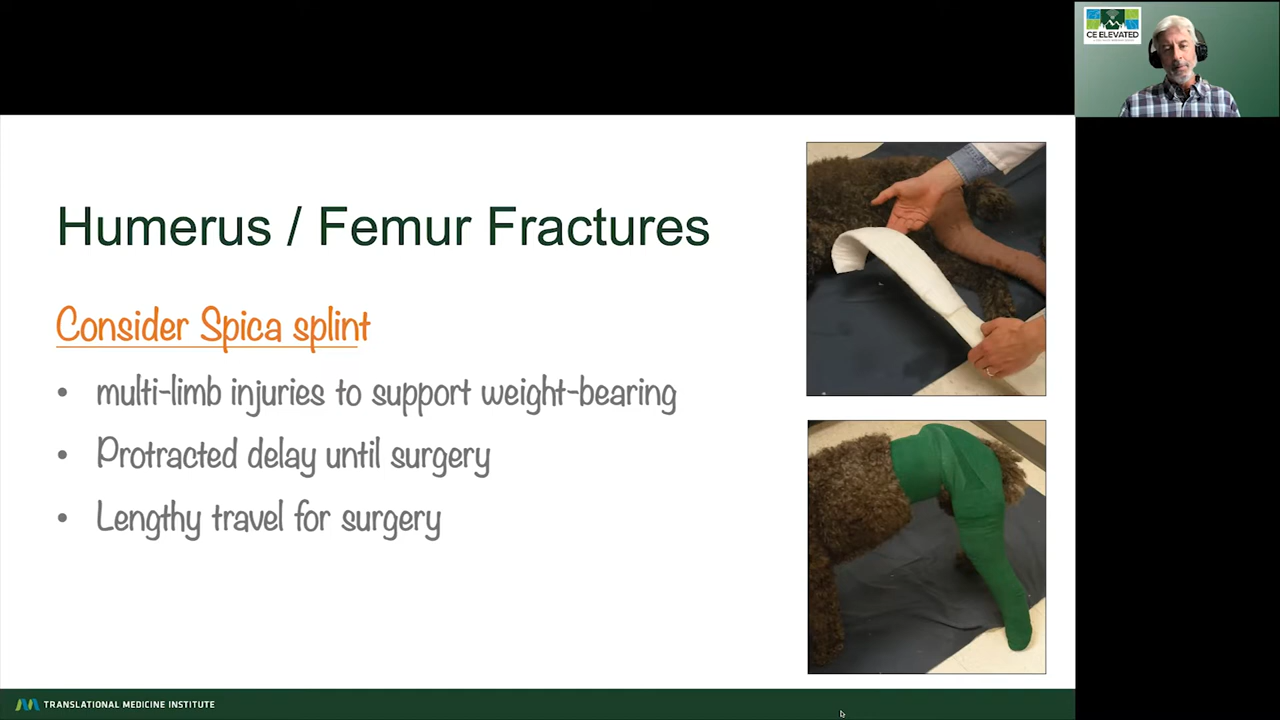 CE ELEVATED
Humerus / Femur Fractures
Consider Spica splint
• multi-limb injuries to support weight-bearing
• Protracted delay until surgery
• Lengthy travel for surgery
TRANSLATIONAL MEDICINE INSTITUTE